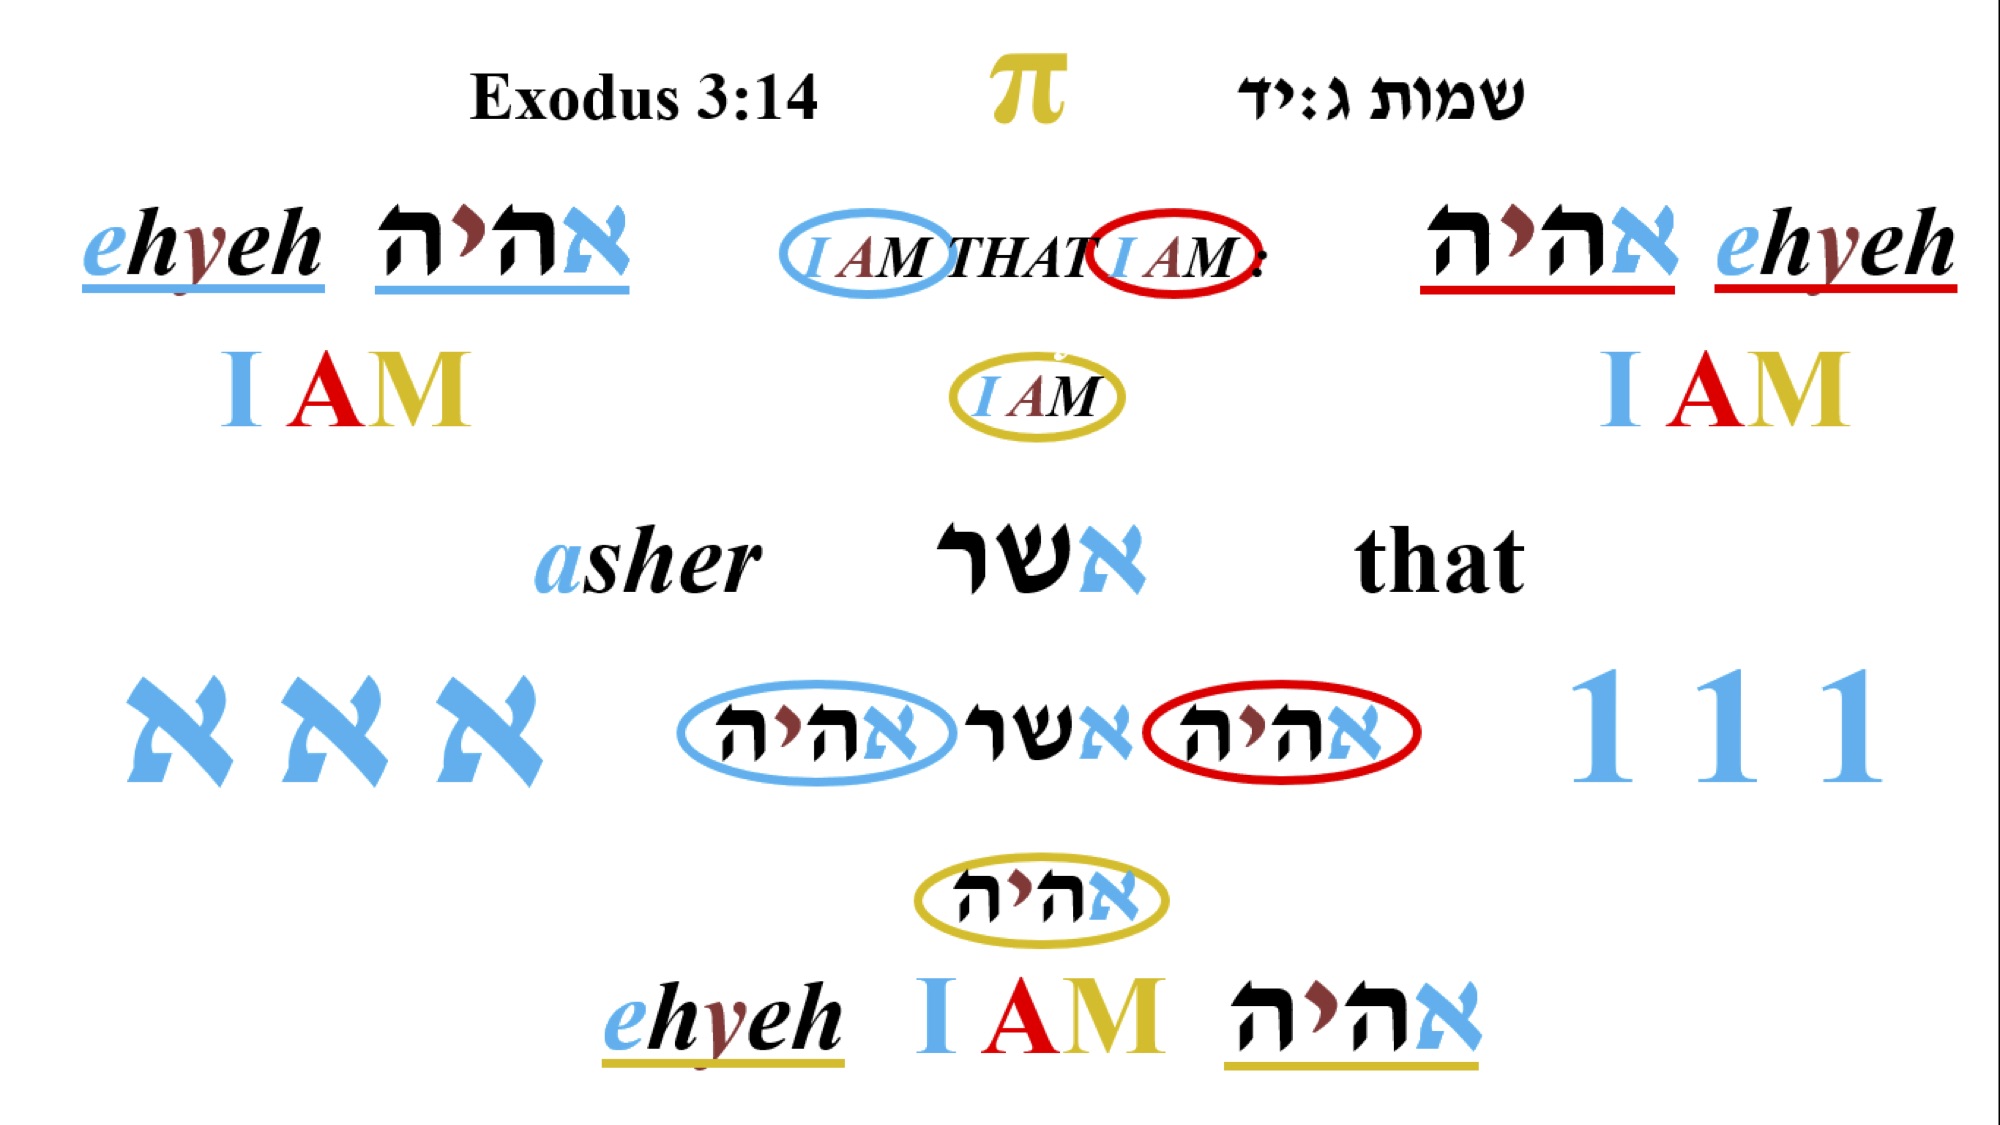 Exodus 3:14 π שמות ג:יד
ehyeh אהיה I AM THAT I AM: אהיה ehyeh
I AM I AM I AM
asher אשר that
א א א אהיה אשר אהיה 1 1 1
אהיה
ehyeh I AM אהיה